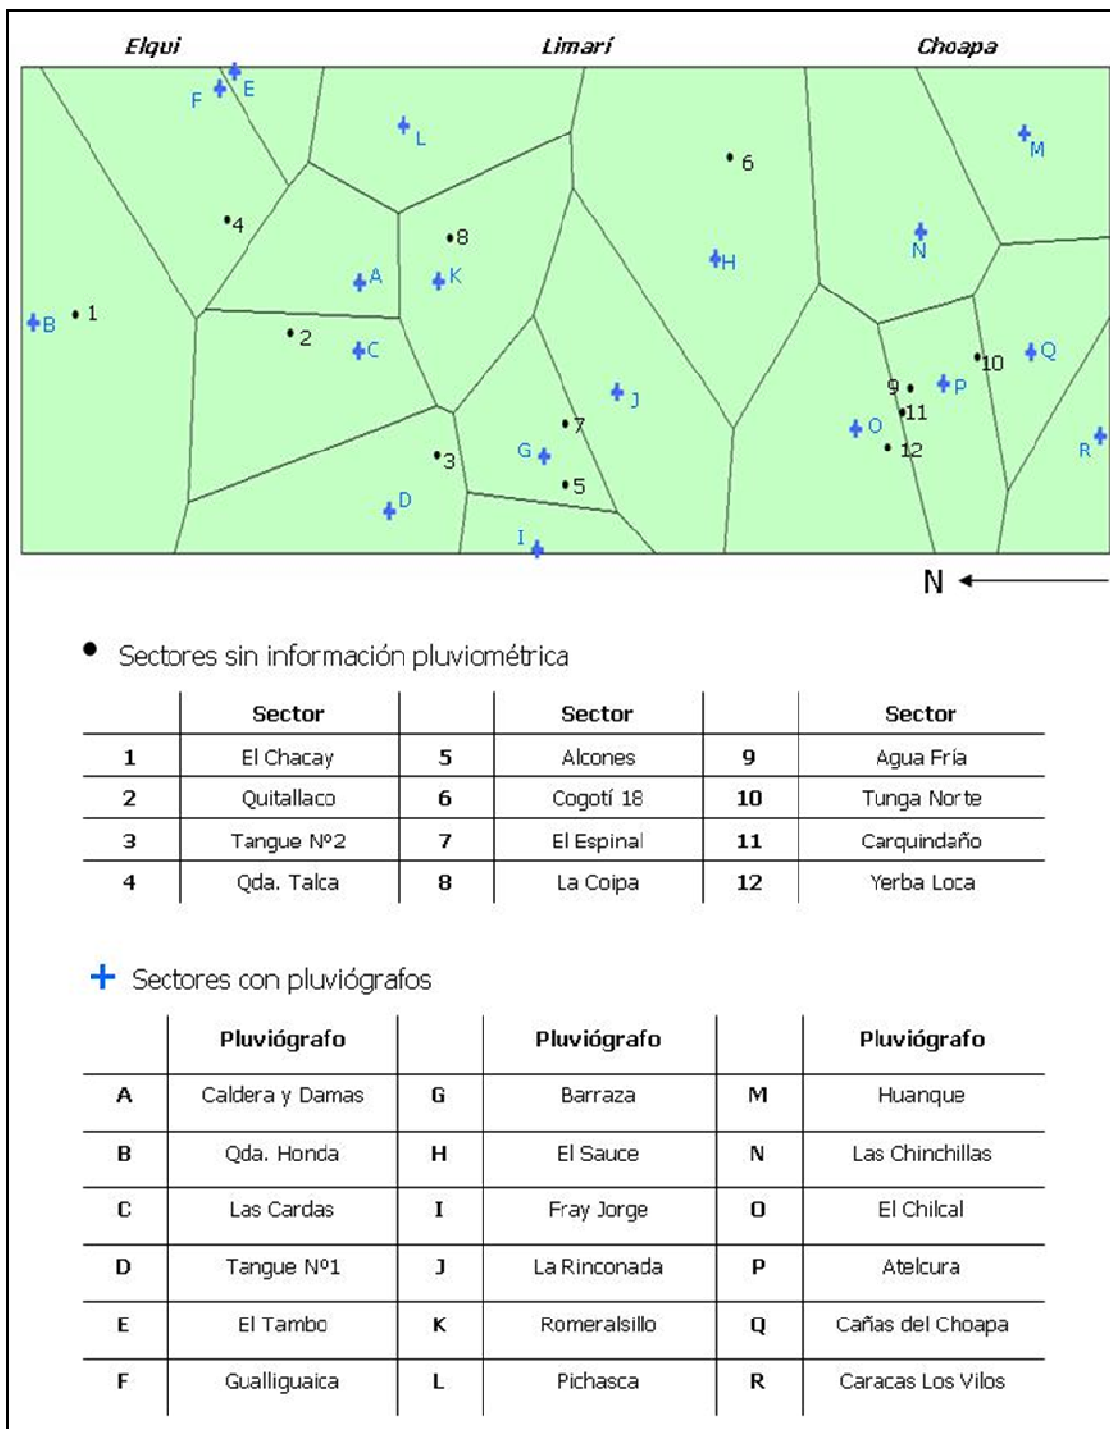 Elqui Limarí Choapa
F E
L
M
6
4
8
N
A K H
B 1
2 C
10 Q
9 P
J
11
7
O
R
3 G
12
5
D
I
N
Sectores sin información pluviométrica
Sector Sector Sector
1 El Chacay 5 Alcones 9 Agua Fría
2 Quitallaco 6 Cogotí 18 10 Tunga Norte
3 Tangue Nº2 7 El Espinal 11 Carquindaño
4 Qda. Talca 8 La Coipa 12 Yerba Loca
Sectores con pluviógrafos
Pluviógrafo Pluviógrafo Pluviógrafo
A Caldera y Damas G Barraza M Huanque
B Qda. Honda H El Sauce N Las Chinchillas
C Las Cardas I Fray Jorge O El Chilcal
D Tangue Nº1 J La Rinconada P Atelcura
E El Tambo K Romeralsillo Q Cañas del Choapa
F Gualliguaica L Pichasca R Caracas Los Vilos